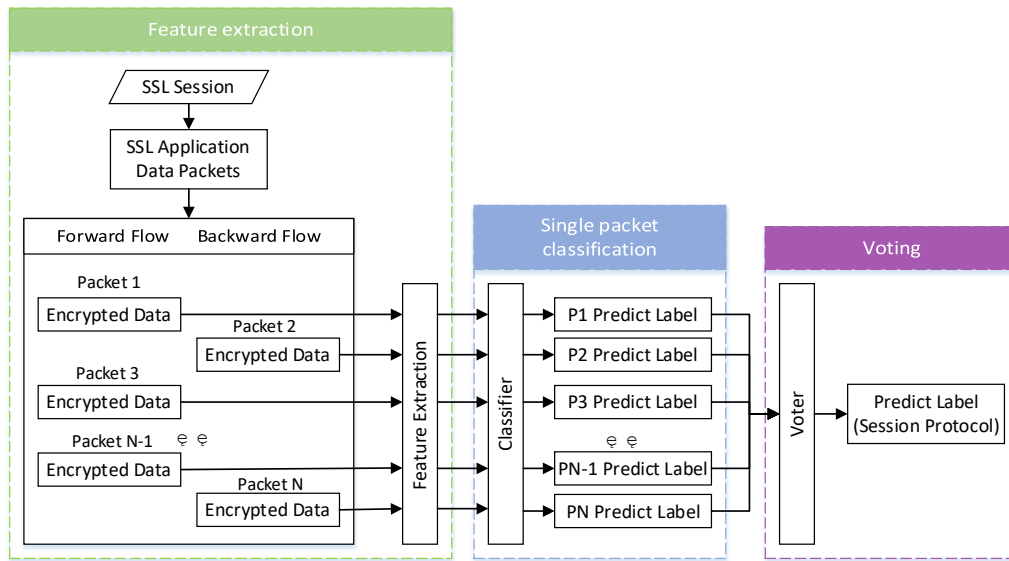 Feature extraction
SSL Session
SSL Application
Data Packets
Forward Flow
Backward Flow
Packet 1
Encrypted Data
Packet 2
Encrypted Data
Packet 3
Encrypted Data
Packet N-1
ę ę
Encrypted Data
Packet N
Encrypted Data
Feature Extraction
Single packet
classification
Classifier
P1 Predict Label
P2 Predict Label
P3 Predict Label
ę ę
PN-1 Predict Label
PN Predict Label
Voting
Voter
Predict Label
(Session Protocol)